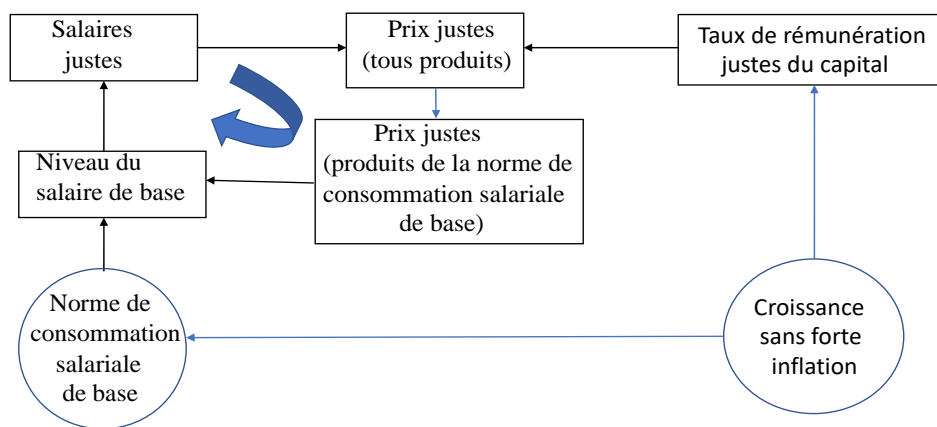 Salaires
justes
Prix justes
(tous produits)
Taux de rémunération
justes du capital
Prix justes
(produits de la norme de
consommation salariale
de base)
Niveau du
salaire de base
Norme de
consommation
salariale
de base
Croissance
sans forte
inflation